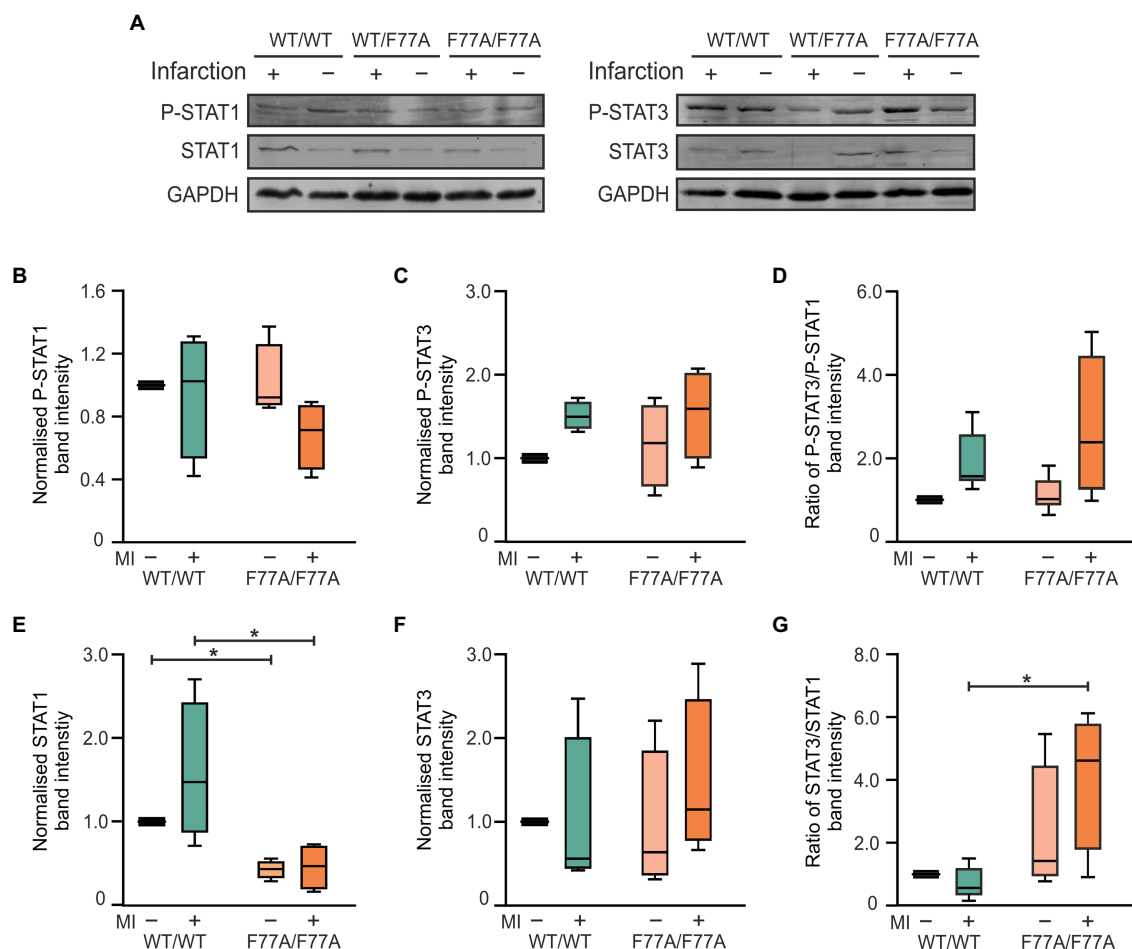 A
WT/WT WT/F77A F77A/F77A
Infarction + − + − + −
P-STAT1
STAT1
GAPDH
WT/WT WT/F77A F77A/F77A
Infarction + − + − + −
P-STAT3
STAT3
GAPDH
B
Normalised P-STAT1
band intensity
1.6
1.2
0.8
0.4
0
MI − + − +
WT/WT F77A/F77A
C
Normalised P-STAT3
band intensity
3.0
2.0
1.0
0
MI − + − +
WT/WT F77A/F77A
D
Ratio of P-STAT3/P-STAT1
band intensity
6.0
4.0
2.0
0
MI − + − +
WT/WT F77A/F77A
E
Normalised STAT1
band intenstiy
3.0
2.0
1.0
0
*
*
MI − + − +
WT/WT F77A/F77A
F
Normalised STAT3
band intensity
3.0
2.0
1.0
0
MI − + − +
WT/WT F77A/F77A
G
Ratio of STAT3/STAT1
band intensity
8.0
6.0
4.0
2.0
0
*
MI − + − +
WT/WT F77A/F77A